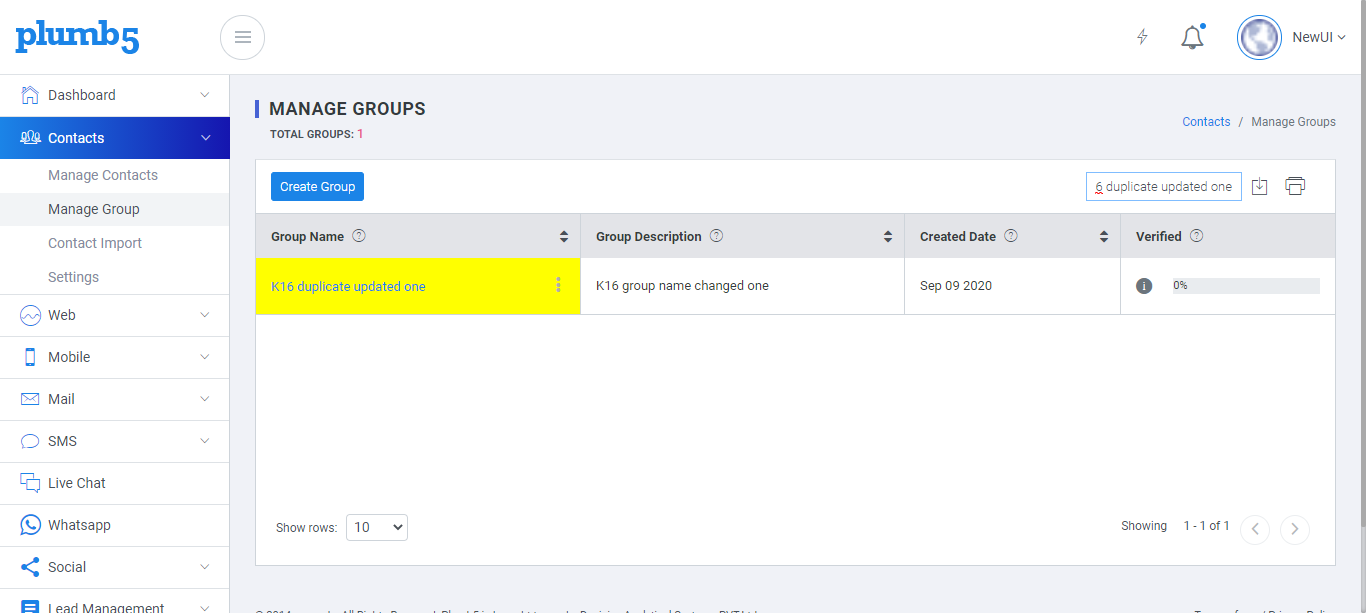 plumb5
NewUI
Dashboard
Contacts
Manage Contacts
Manage Group
Contact Import
Settings
Web
Mobile
Mail
SMS
Live Chat
Whatsapp
Social
Lead Management
MANAGE GROUPS
TOTAL GROUPS: 1
Contacts / Manage Groups
Create Group
6 duplicate updated one
Group Name
Group Description
Created Date
Verified
K16 duplicate updated one
K16 group name changed one
Sep 09 2020
0%
Show rows: 10
Showing 1 - 1 of 1